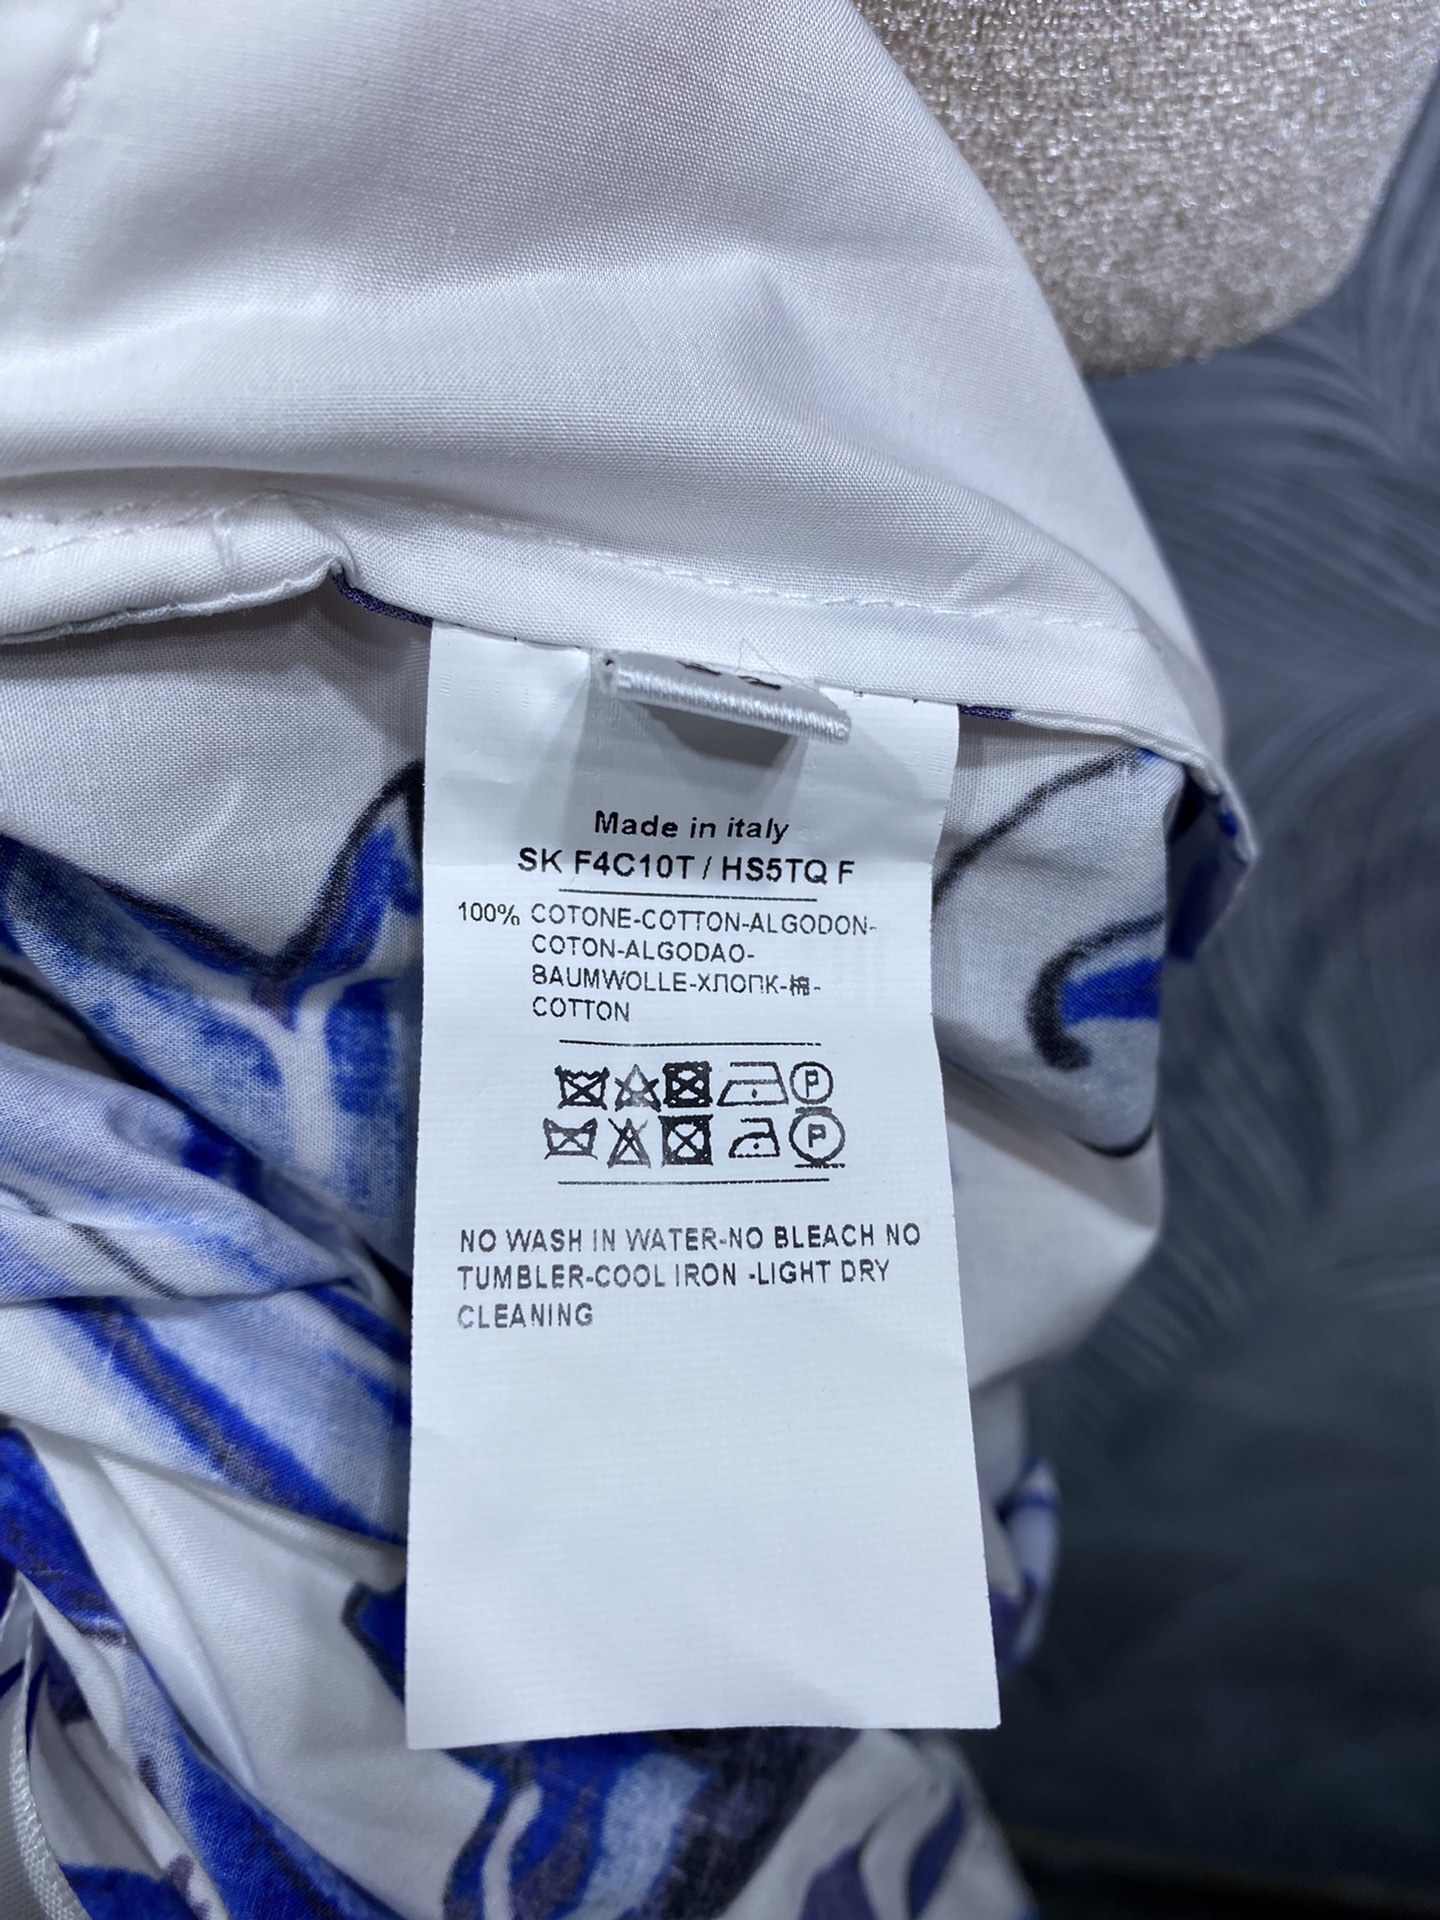 Made in italy
SK F4C10T / HS5TQ F
100% COTONE-COTTON-ALGODON-
COTON-ALGODAO-
BAUMWOLLE-ХЛОПК-棉-
COTTON
P
P
NO WASH IN WATER-NO BLEACH NO
TUMBLER-COOL IRON -LIGHT DRY
CLEANING